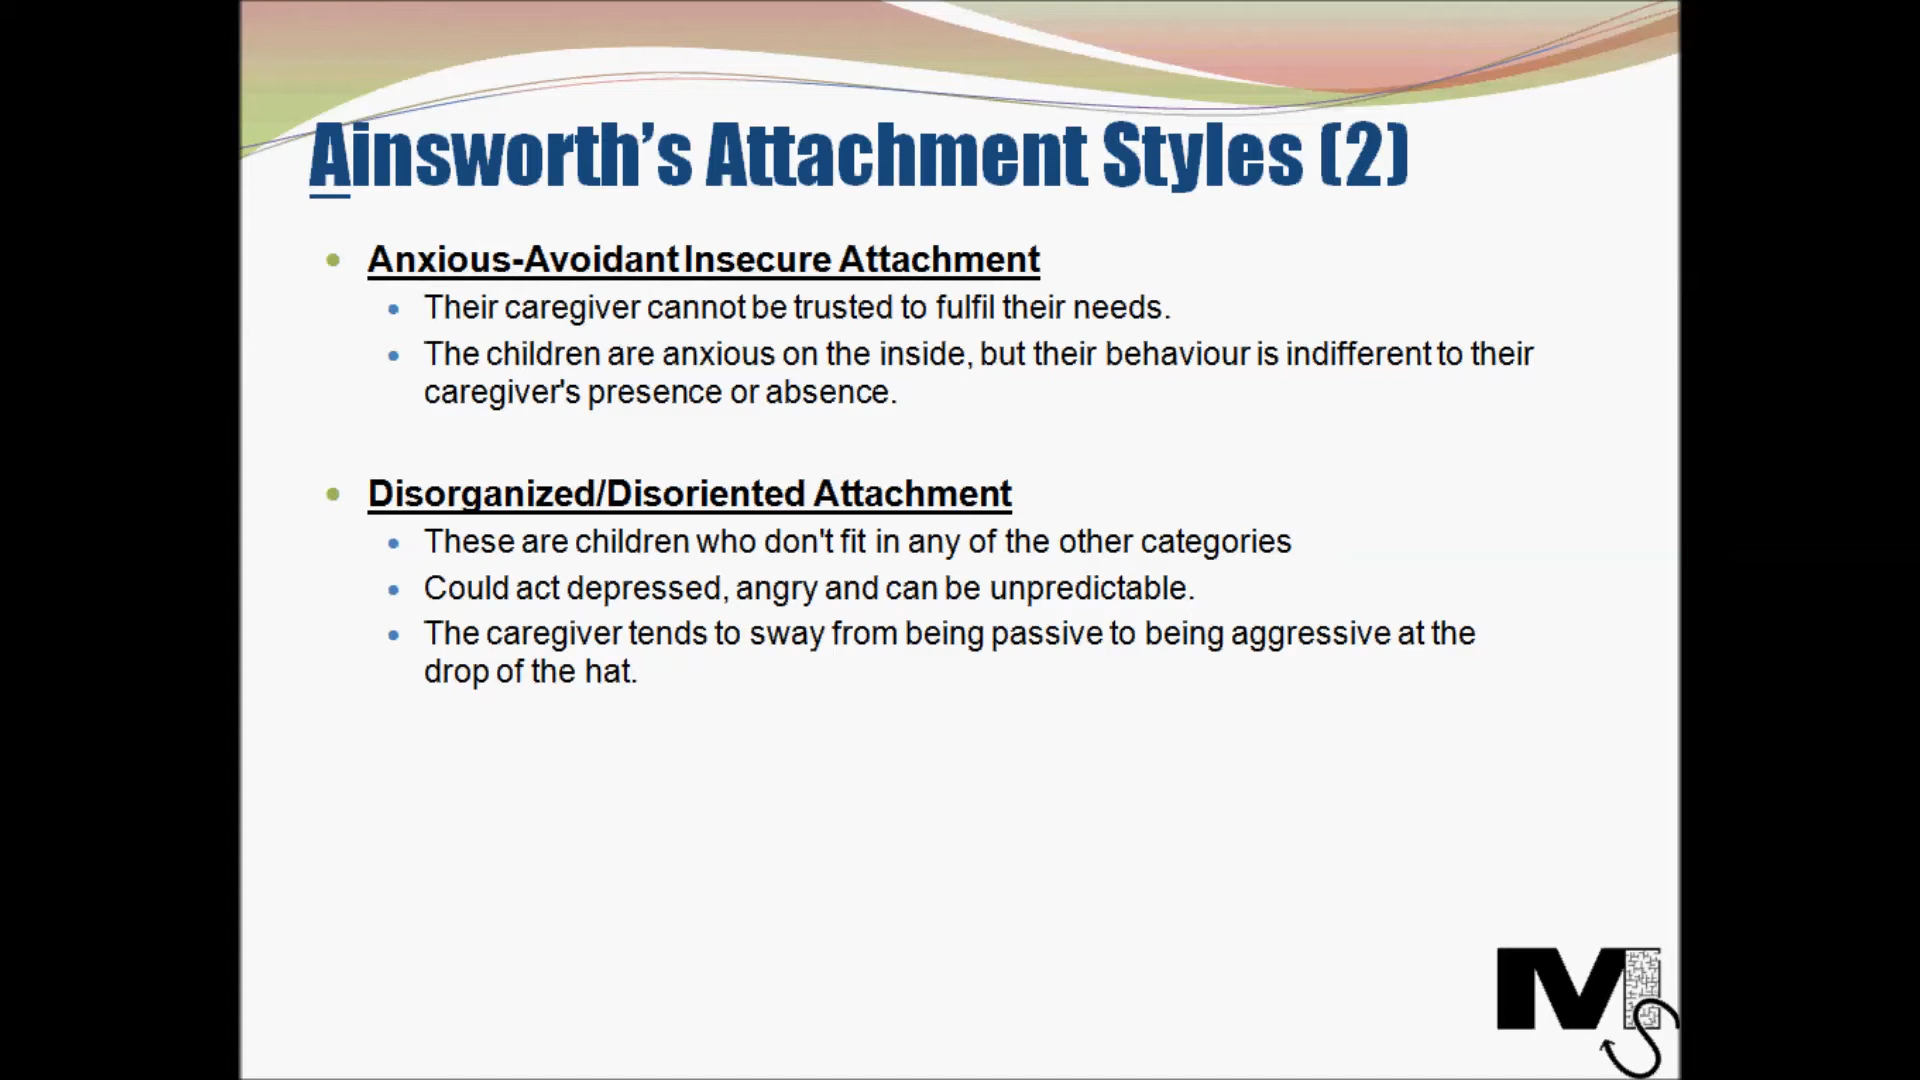 Ainsworth’s Attachment Styles (2)
Anxious-Avoidant Insecure Attachment
Their caregiver cannot be trusted to fulfil their needs.
The children are anxious on the inside, but their behaviour is indifferent to their
caregiver's presence or absence.
Disorganized/Disoriented Attachment
These are children who don't fit in any of the other categories
Could act depressed, angry and can be unpredictable.
The caregiver tends to sway from being passive to being aggressive at the
drop of the hat.